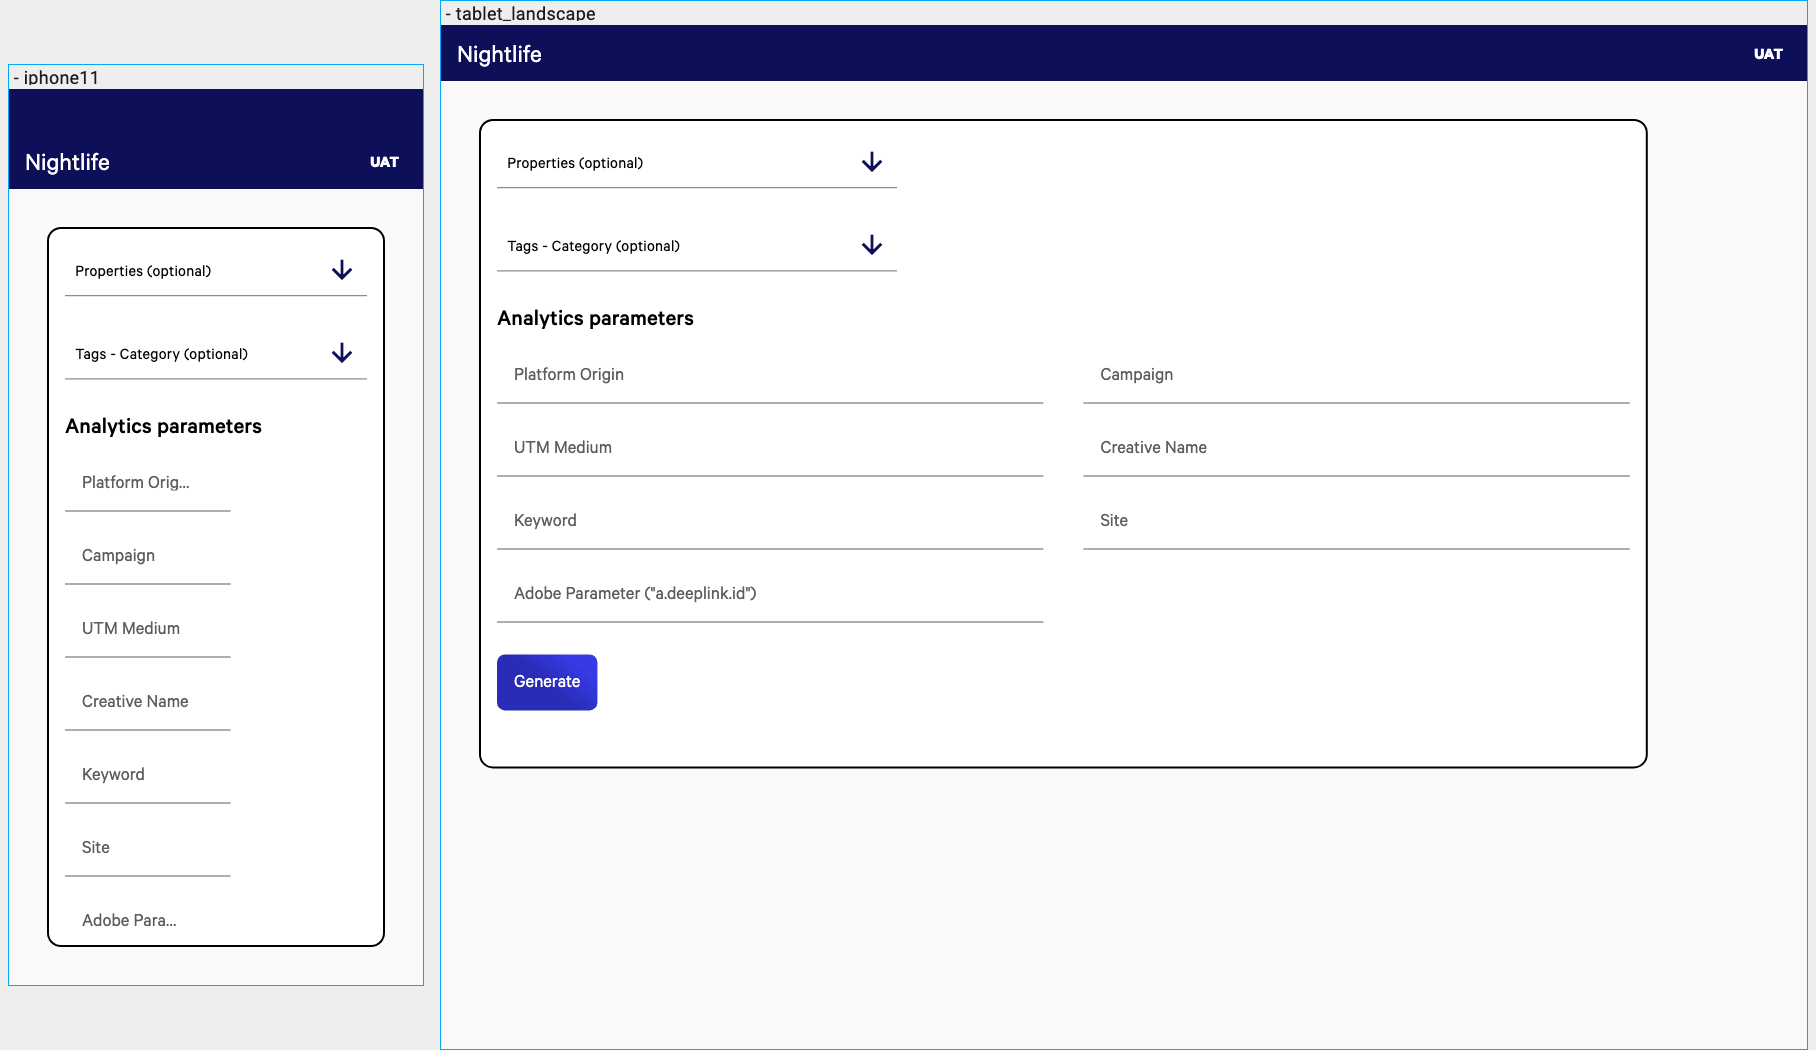 - iphone11
Nightlife
UAT
Properties (optional)
Tags - Category (optional)
Analytics parameters
Platform Orig...
Campaign
UTM Medium
Creative Name
Keyword
Site
Adobe Para...
- tablet_landscape
Nightlife
UAT
Properties (optional)
Tags - Category (optional)
Analytics parameters
Platform Origin
Campaign
UTM Medium
Creative Name
Keyword
Site
Adobe Parameter ("a.deeplink.id")
Generate